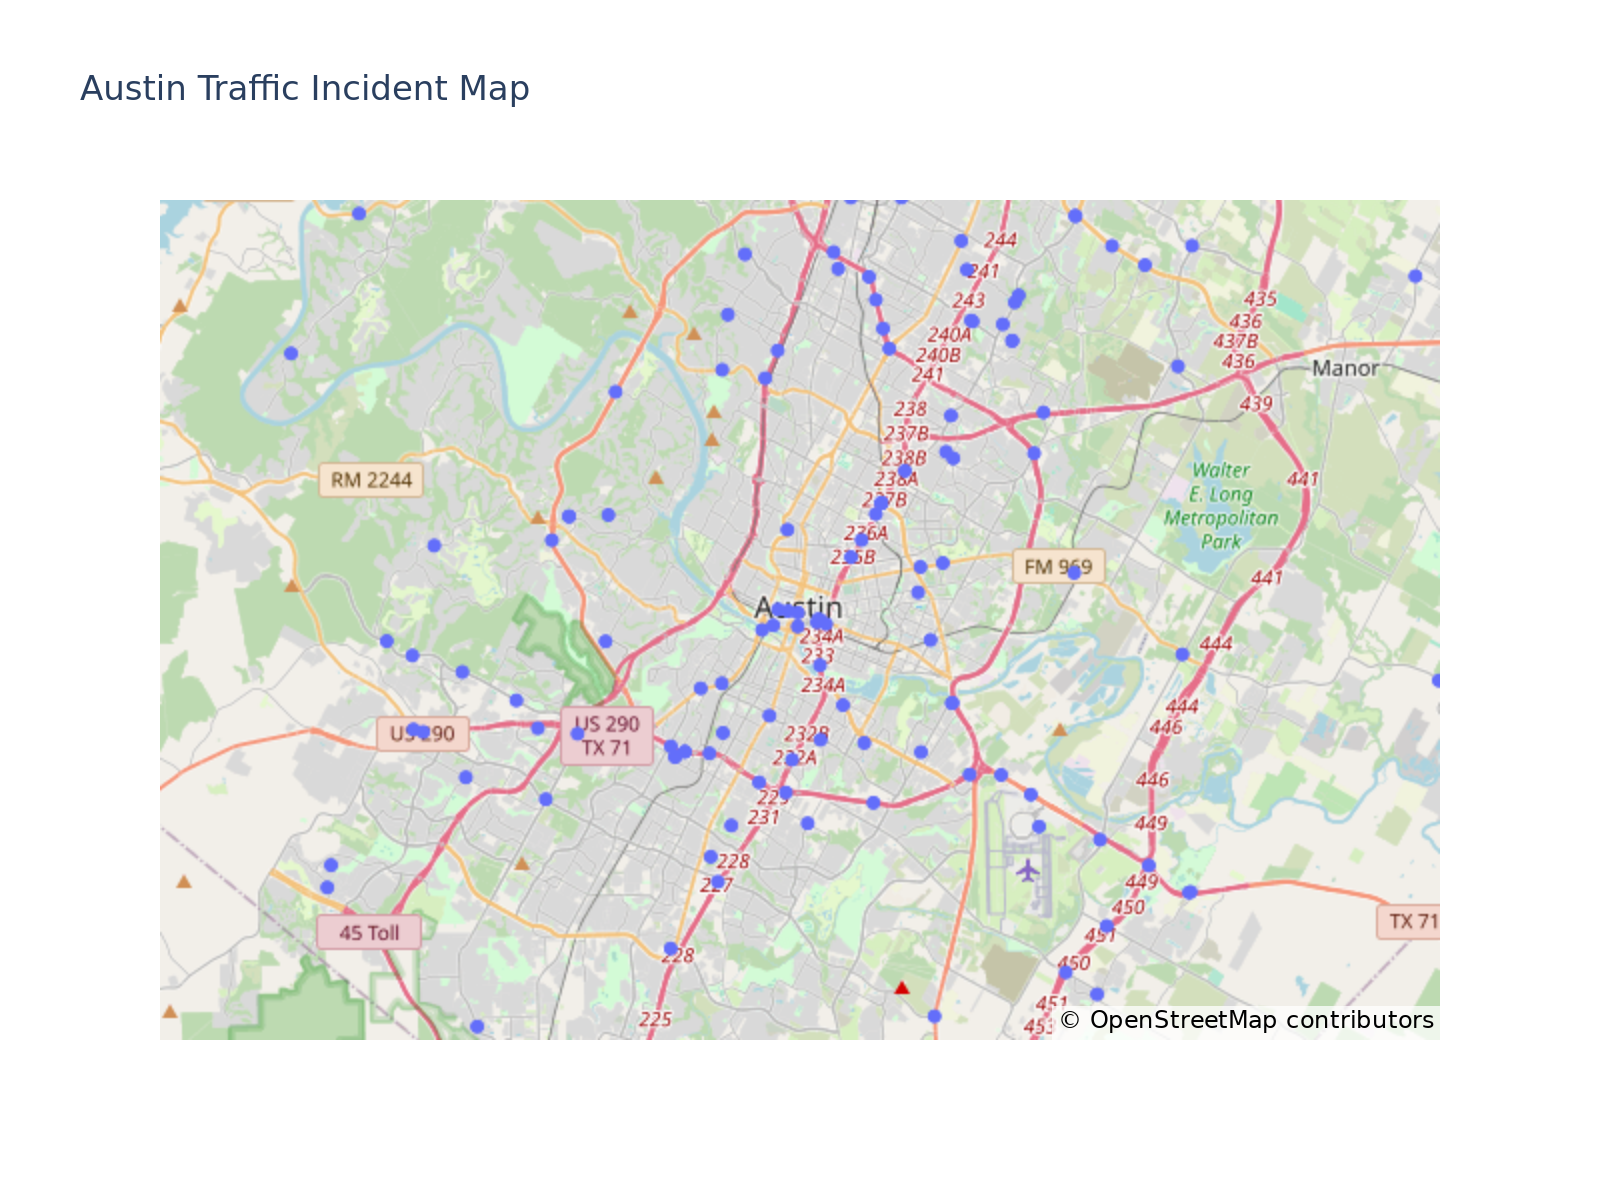 Austin Traffic Incident Map
244
241
243
435
436
240A
437B
240B
436
241
Manor
439
238
237B
238B
Walter
E. Long
Metropolitan
Park
RM 2244
238A
441
237B
236A
235B
FM 969
441
Austin
234A
444
233
234A
444
446
US 290
US 290
TX 71
232B
232A
446
231
449
228
227
449
450
45 Toll
TX 71
451
228
450
451
225
© OpenStreetMap contributors